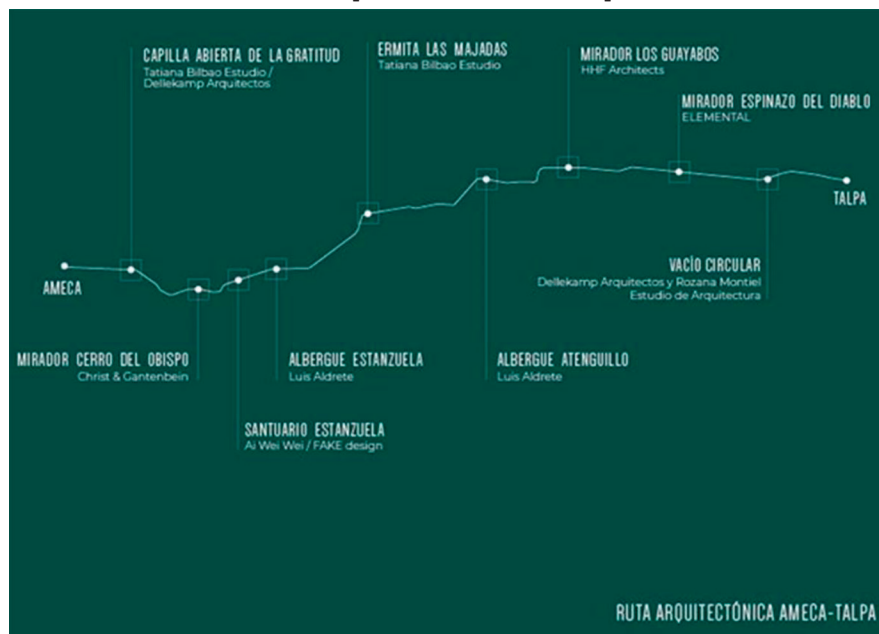 CAPILLA ABIERTA DE LA GRATITUD
Tatiana Bilbao Estudio /
Dellekamp Arquitectos
ERMITA LAS MAJADAS
Tatiana Bilbao Estudio
MIRADOR LOS GUAYABOS
HHF Architects
MIRADOR ESPINAZO DEL DIABLO
ELEMENTAL
TALPA
AMECA
VACÍO CIRCULAR
Dellekamp Arquitectos y Rozana Montiel
Estudio de Arquitectura
MIRADOR CERRO DEL OBISPO
Christ & Gantenbein
ALBERGUE ESTANZUELA
Luis Aldrete
ALBERGUE ATENGUILLO
Luis Aldrete
SANTUARIO ESTANZUELA
Ai Wei Wei / FAKE design
RUTA ARQUITECTÓNICA AMECA-TALPA